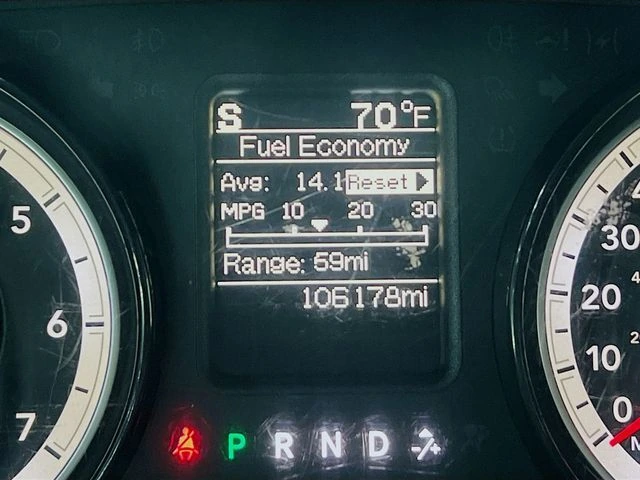 S 70°F
Fuel Economy
Avg: 14.1 Reset
MPG 10 20 30
Range: 59mi
106178mi
5
6
7
30
20
10
0
P R N D